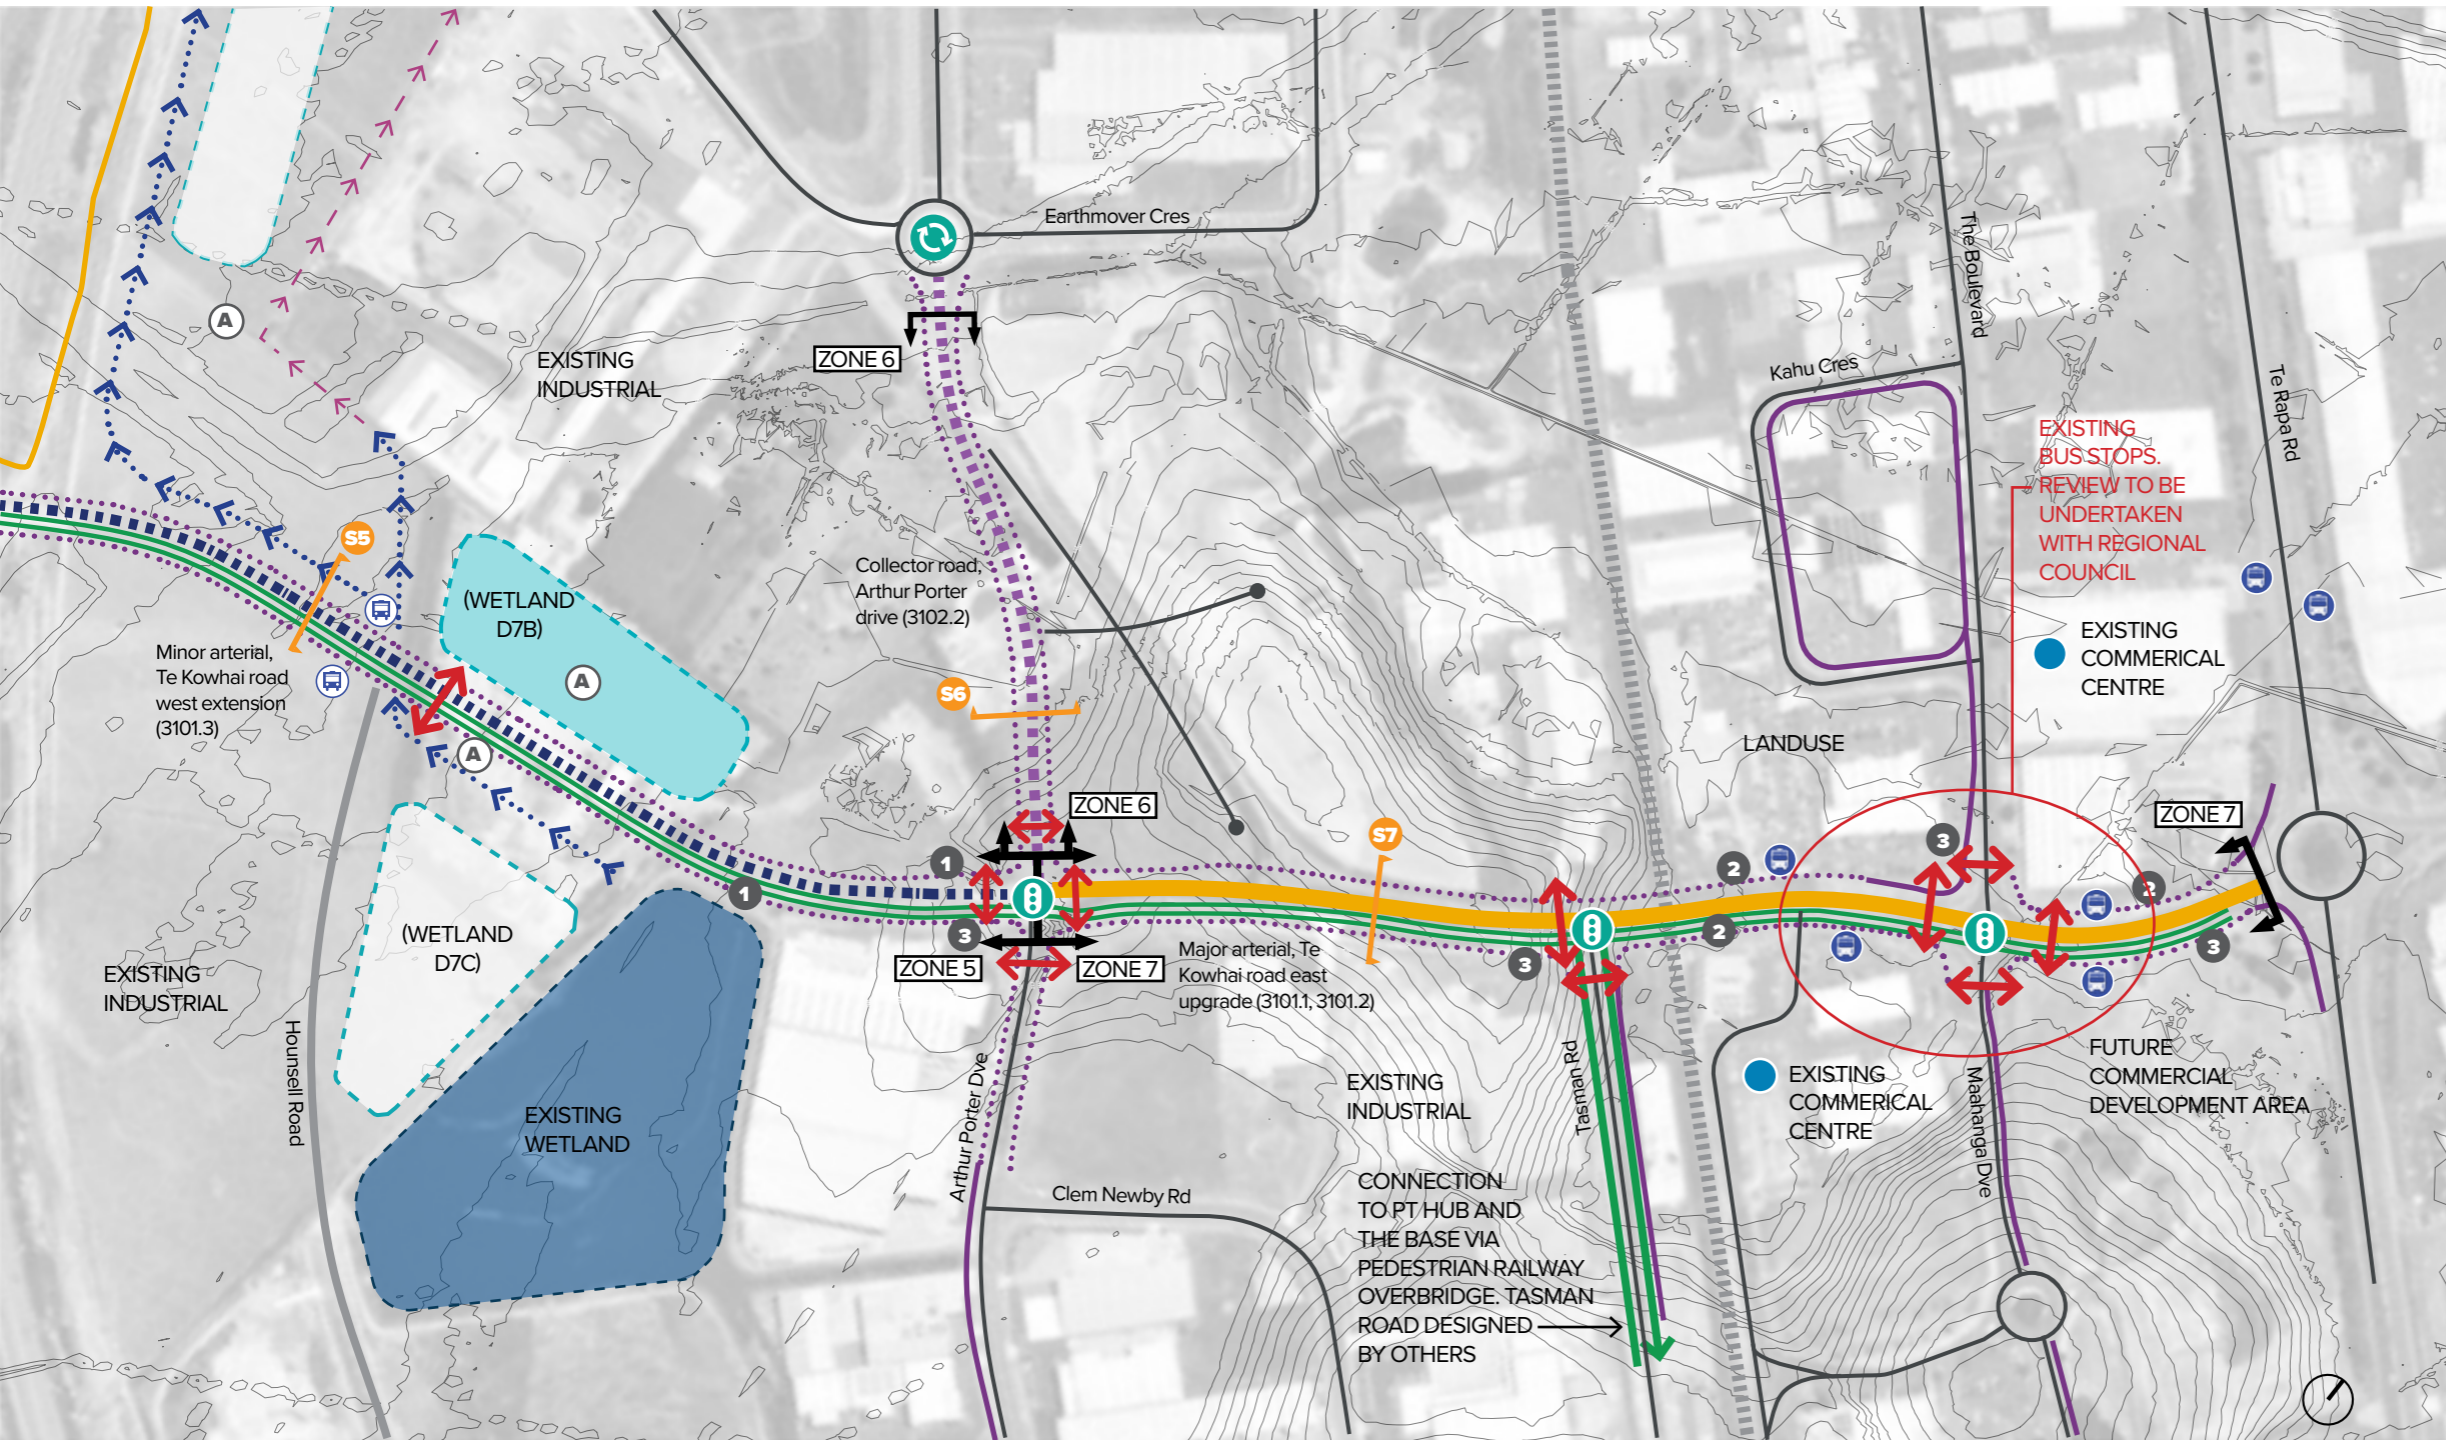 Earthmover Cres
The Boulevard
A
ZONE 6
EXISTING
INDUSTRIAL
Kahu Cres
Te Rapa Rd
EXISTING
BUS STOPS.
REVIEW TO BE
UNDERTAKEN
WITH REGIONAL
COUNCIL
S5
Collector road,
Arthur Porter
drive (3102.2)
(WETLAND
D7B)
A
Minor arterial,
Te Kowhai road
west extension
(3101.3)
EXISTING
COMMERICAL
CENTRE
S6
A
LANDUSE
ZONE 6
ZONE 7
S7
1
1
3
2
2
2
3
3
3
(WETLAND
D7C)
ZONE 5
ZONE 7
Major arterial, Te
Kowhai road east
upgrade (3101.1, 3101.2)
EXISTING
INDUSTRIAL
Hounsell Road
EXISTING
WETLAND
Arthur Porter Dve
EXISTING
INDUSTRIAL
Tasman Rd
EXISTING
COMMERICAL
CENTRE
Maahanga Dve
FUTURE
COMMERCIAL
DEVELOPMENT AREA
Clem Newby Rd
CONNECTION
TO PT HUB AND
THE BASE VIA
PEDESTRIAN RAILWAY
OVERBRIDGE. TASMAN
ROAD DESIGNED
BY OTHERS